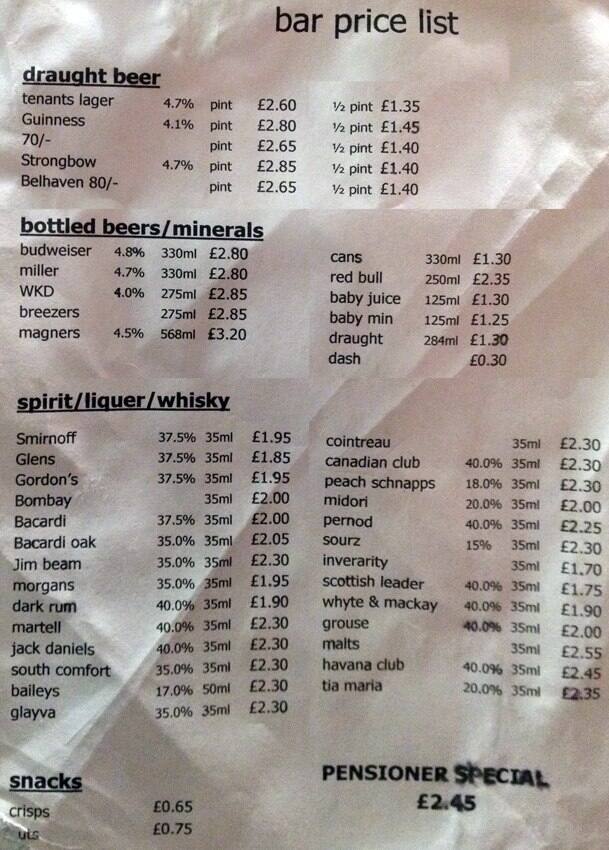 bar price list
draught beer
tenants lager 4.7% pint £2.60 ½ pint £1.35
Guinness 4.1% pint £2.80 ½ pint £1.45
70/- pint £2.65 ½ pint £1.40
Strongbow 4.7% pint £2.85 ½ pint £1.40
Belhaven 80/- pint £2.65 ½ pint £1.40
bottled beers/minerals
budweiser 4.8% 330ml £2.80
miller 4.7% 330ml £2.80
WKD 4.0% 275ml £2.85
breezers 275ml £2.85
magners 4.5% 568ml £3.20
cans 330ml £1.30
red bull 250ml £2.35
baby juice 125ml £1.30
baby min 125ml £1.25
draught 284ml £1.30
dash £0.30
spirit/liquer/whisky
Smirnoff 37.5% 35ml £1.95
Glens 37.5% 35ml £1.85
Gordon's 37.5% 35ml £1.95
Bombay 35ml £2.00
Bacardi 37.5% 35ml £2.00
Bacardi oak 35.0% 35ml £2.05
Jim beam 35.0% 35ml £2.30
morgans 35.0% 35ml £1.95
dark rum 40.0% 35ml £1.90
martell 40.0% 35ml £2.30
jack daniels 40.0% 35ml £2.30
south comfort 35.0% 35ml £2.30
baileys 17.0% 50ml £2.30
glayva 35.0% 35ml £2.30
cointreau 35ml £2.30
canadian club 40.0% 35ml £2.30
peach schnapps 18.0% 35ml £2.30
midori 20.0% 35ml £2.00
pernod 40.0% 35ml £2.25
sourz 15% 35ml £2.30
inverarity 35ml £1.70
scottish leader 40.0% 35ml £1.75
whyte & mackay 40.0% 35ml £1.90
grouse 40.0% 35ml £2.00
malts 35ml £2.55
havana club 40.0% 35ml £2.45
tia maria 20.0% 35ml £2.35
snacks
crisps £0.65
uts £0.75
PENSIONER SPECIAL
£2.45